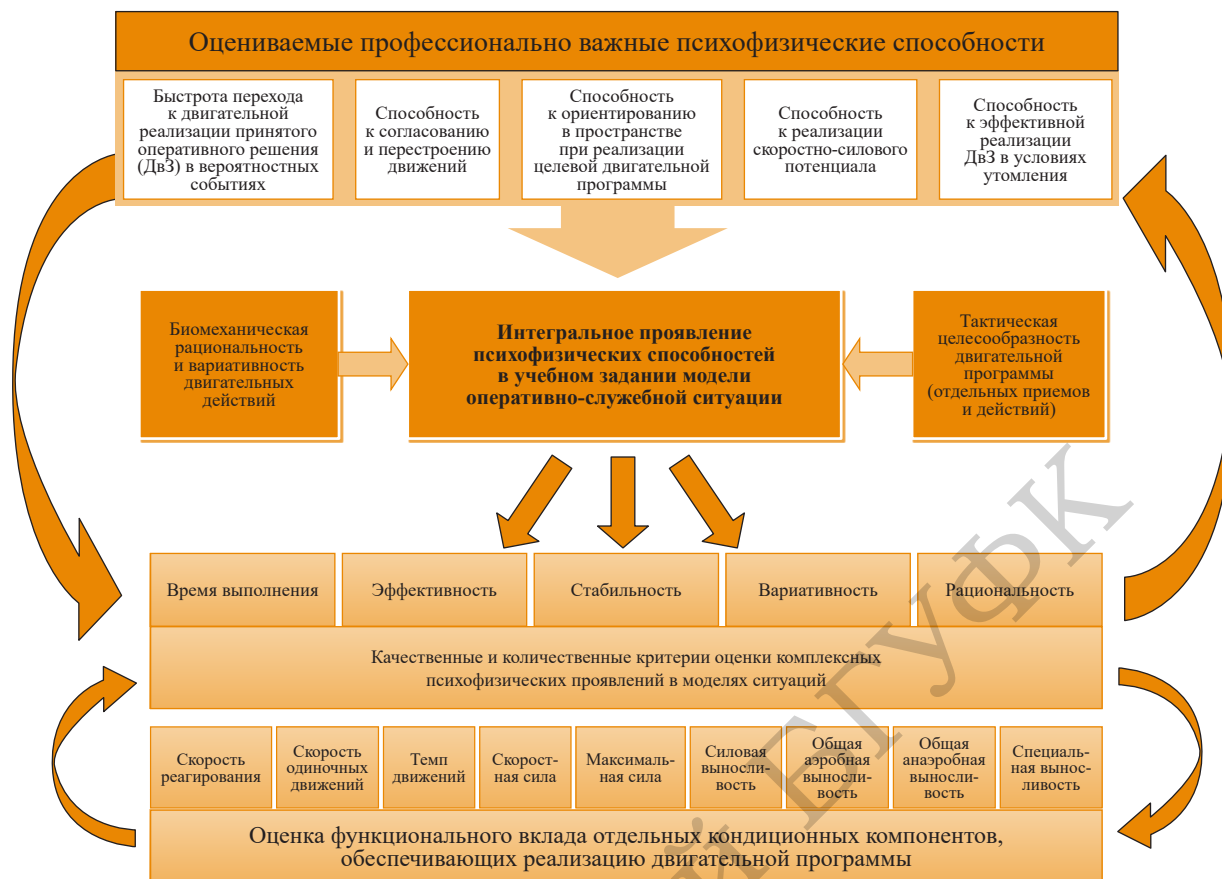 Оцениваемые профессионально важные психофизические способности
Быстрота перехода
к двигательной
реализации принятого
оперативного решения
(ДвЗ) в вероятностных
событиях
Способность
к согласованию
и перестроению
движений
Способность
к ориентированию
в пространстве
при реализации
целевой двигательной
программы
Способность
к реализации
скоростно-силового
потенциала
Способность
к эффективной
реализации
ДвЗ в условиях
утомления
Биомеханическая
рациональность
и вариативность
двигательных
действий
Интегральное проявление
психофизических способностей
в учебном задании модели
оперативно-служебной ситуации
Тактическая
целесообразность
двигательной
программы
(отдельных приемов
и действий)
Время выполнения
Эффективность
Стабильность
Вариативность
Рациональность
Качественные и количественные критерии оценки комплексных
психофизических проявлений в моделях ситуаций
Скорость
реагирования
Скорость
одиночных
движений
Темп
движений
Скорост-
ная сила
Максималь-
ная сила
Силовая
выносли-
вость
Общая
аэробная
выносли-
вость
Общая
анаэробная
выносли-
вость
Специаль-
ная вынос-
ливость
Оценка функционального вклада отдельных кондиционных компонентов,
обеспечивающих реализацию двигательной программы
й БГУФК